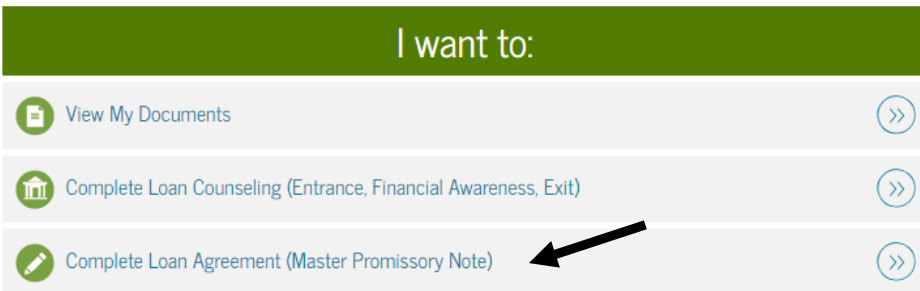 I want to:
View My Documents
Complete Loan Counseling (Entrance, Financial Awareness, Exit)
Complete Loan Agreement (Master Promissory Note)